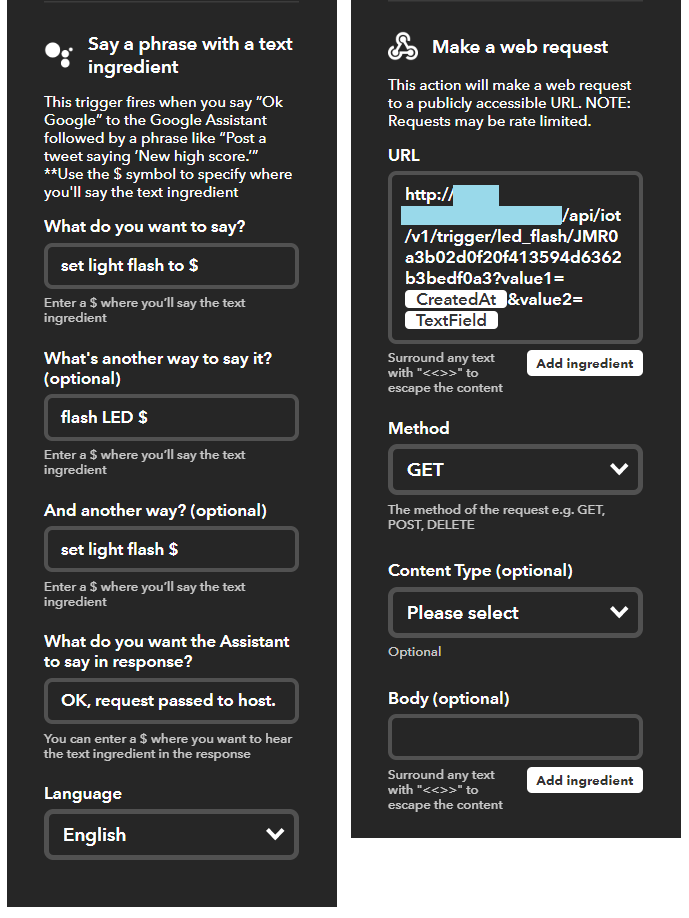 Say a phrase with a text
ingredient
This trigger fires when you say “Ok
Google” to the Google Assistant
followed by a phrase like “Post a
tweet saying ‘New high score.’”
**Use the $ symbol to specify where
you'll say the text ingredient
What do you want to say?
set light flash to $
Enter a $ where you’ll say the text
ingredient
What's another way to say it?
(optional)
flash LED $
Enter a $ where you’ll say the text
ingredient
And another way? (optional)
set light flash $
Enter a $ where you’ll say the text
ingredient
What do you want the Assistant
to say in response?
OK, request passed to host.
You can enter a $ where you want to hear
the text ingredient in the response
Language
English
Make a web request
This action will make a web request
to a publicly accessible URL. NOTE:
Requests may be rate limited.
URL
http://
/api/iot
/v1/trigger/led_flash/JMR0
a3b02d0f20f413594d6362
b3bedf0a3?value1=
CreatedAt &value2=
TextField
Surround any text
with "<<>>" to
escape the content
Add ingredient
Method
GET
The method of the request e.g. GET,
POST, DELETE
Content Type (optional)
Please select
Optional
Body (optional)
Surround any text
with "<<>>" to
escape the content
Add ingredient